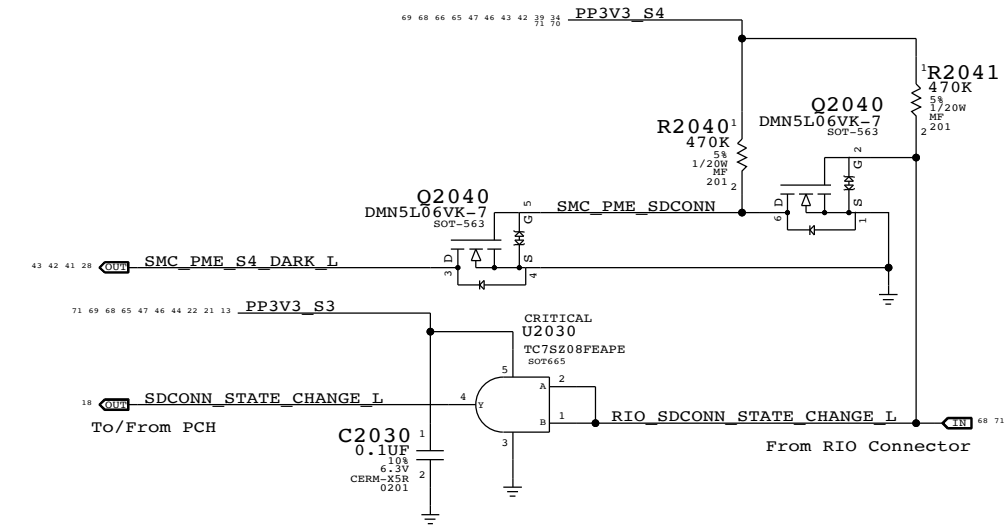 69 68 66 65 47 46 43 42 39 34
71 70
PP3V3_S4
1
R2041
470K
5%
1/20W
MF
201
2
Q2040
DMN5L06VK-7
SOT-563
R2040
1
470K
5%
1/20W
MF
201
2
G
2
D
6
S
1
Q2040
DMN5L06VK-7
SOT-563
G
5
SMC_PME_SDCONN
D
3
S
4
43 42 41 28
OUT
SMC_PME_S4_DARK_L
71 69 68 65 47 46 44 22 21 13
PP3V3_S3
CRITICAL
U2030
TC7SZ08FEAPE
SOT665
5
A
2
18
OUT
SDCONN_STATE_CHANGE_L
4
Y
B
1
RIO_SDCONN_STATE_CHANGE_L
IN
68 71
To/From PCH
3
From RIO Connector
C2030
1
0.1UF
10%
6.3V
CERM-X5R
0201
2